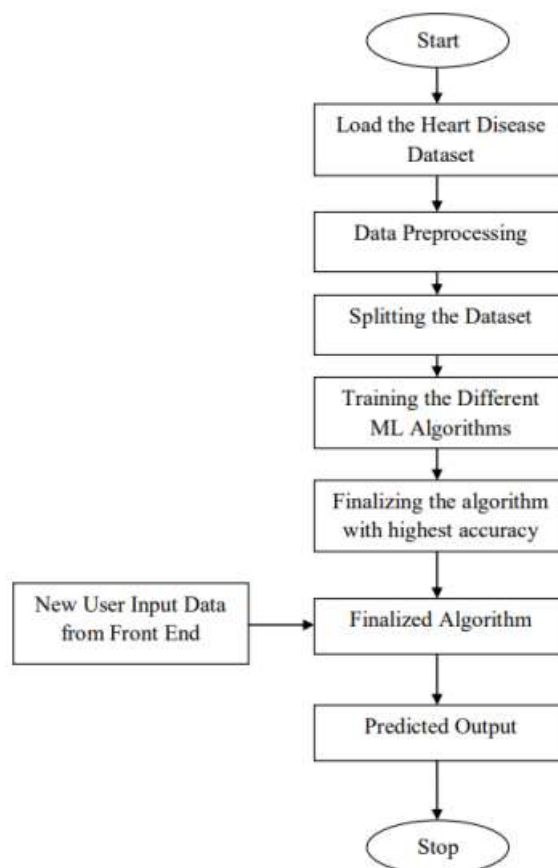 Start
Load the Heart Disease
Dataset
Data Preprocessing
Splitting the Dataset
Training the Different
ML Algorithms
Finalizing the algorithm
with highest accuracy
New User Input Data
from Front End
Finalized Algorithm
Predicted Output
Stop